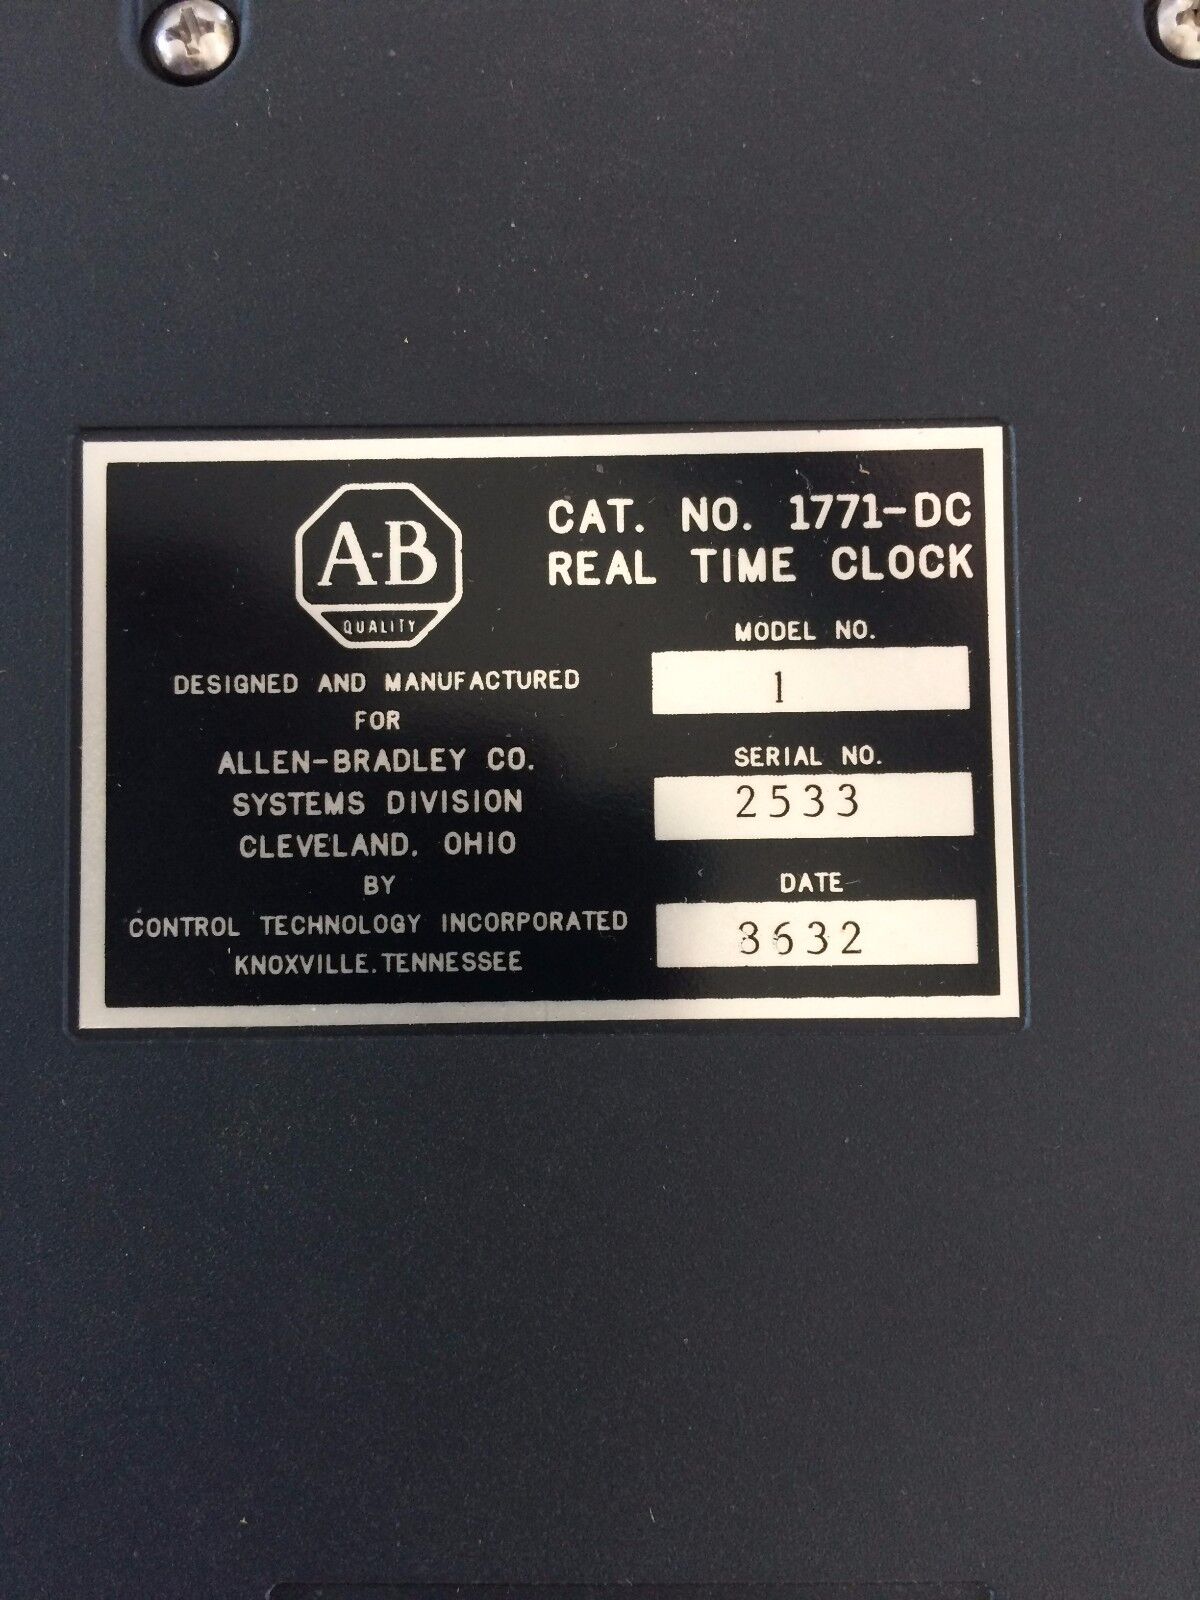 A-B
QUALITY
CAT. NO. 1771-DC
REAL TIME CLOCK
DESIGNED AND MANUFACTURED
FOR
ALLEN-BRADLEY CO.
SYSTEMS DIVISION
CLEVELAND, OHIO
BY
CONTROL TECHNOLOGY INCORPORATED
KNOXVILLE, TENNESSEE
MODEL NO.
1
SERIAL NO.
2533
DATE
3632